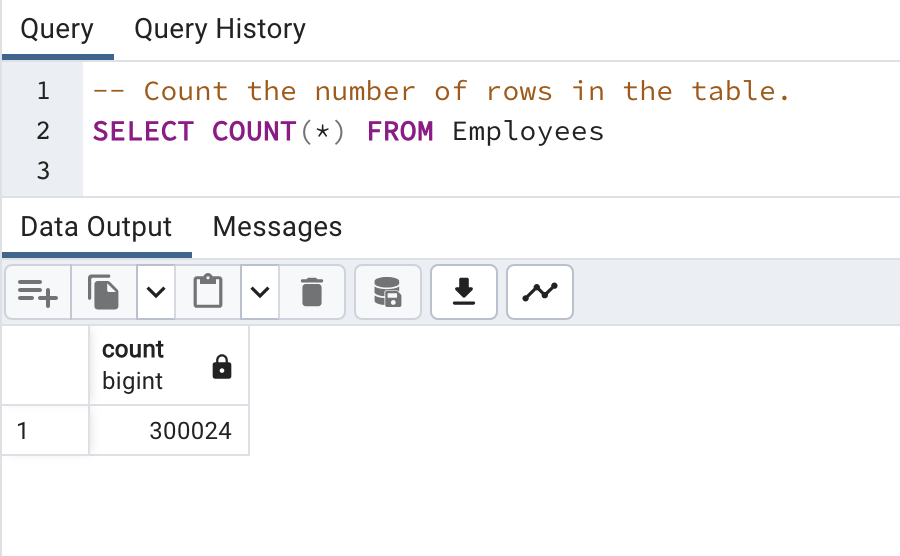 Query Query History
1 -- Count the number of rows in the table.
2 SELECT COUNT(*) FROM Employees
3
Data Output Messages
count
bigint
1 300024